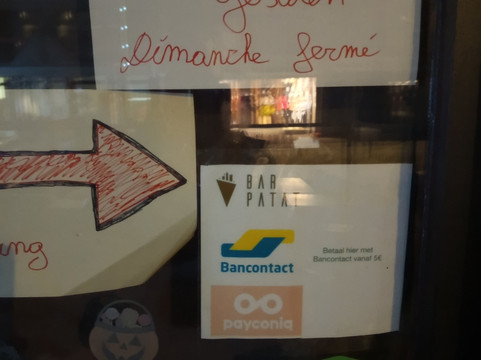 Dimanche fermé
BAR
PATAT
Bancontact
Betaal hier met
Bancontact vanaf 5€
payconiq